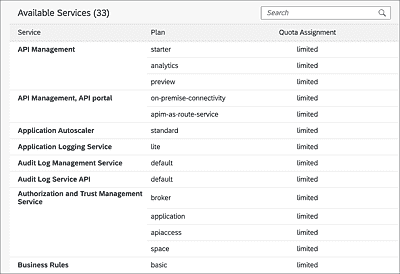 Available Services (33)
Search
Service Plan Quota Assignment
API Management starter limited
analytics limited
preview limited
API Management, API portal on-premise-connectivity limited
apim-as-route-service limited
Application Autoscaler standard limited
Application Logging Service lite limited
Audit Log Management Service default limited
Audit Log Service API default limited
Authorization and Trust Management
Service broker limited
application limited
apiaccess limited
space limited
Business Rules basic limited